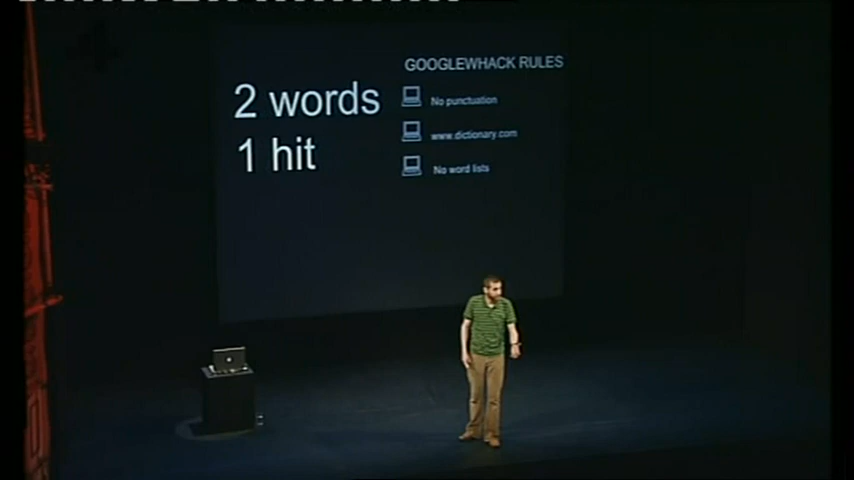 GOOGLEWHACK RULES
2 words
1 hit
No punctuation
www.dictionary.com
No word lists